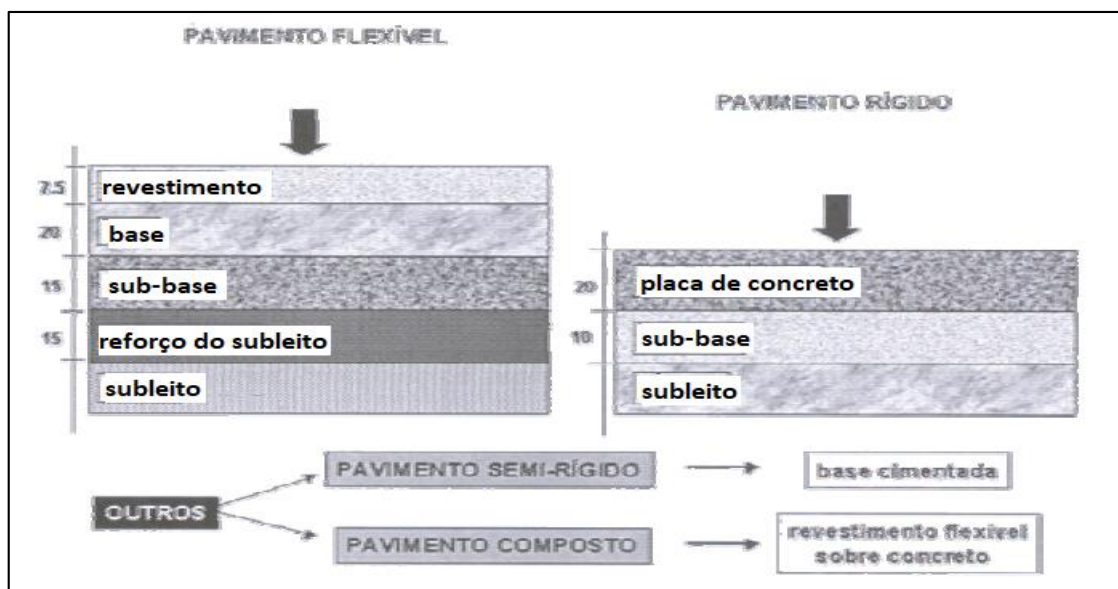 PAVIMENTO FLEXÍVEL
7.5
revestimento
20
base
15
sub-base
15
reforço do subleito
subleito
PAVIMENTO RÍGIDO
20
placa de concreto
10
sub-base
subleito
OUTROS
PAVIMENTO SEMI-RÍGIDO
base cimentada
PAVIMENTO COMPOSTO
revestimento flexível
sobre concreto